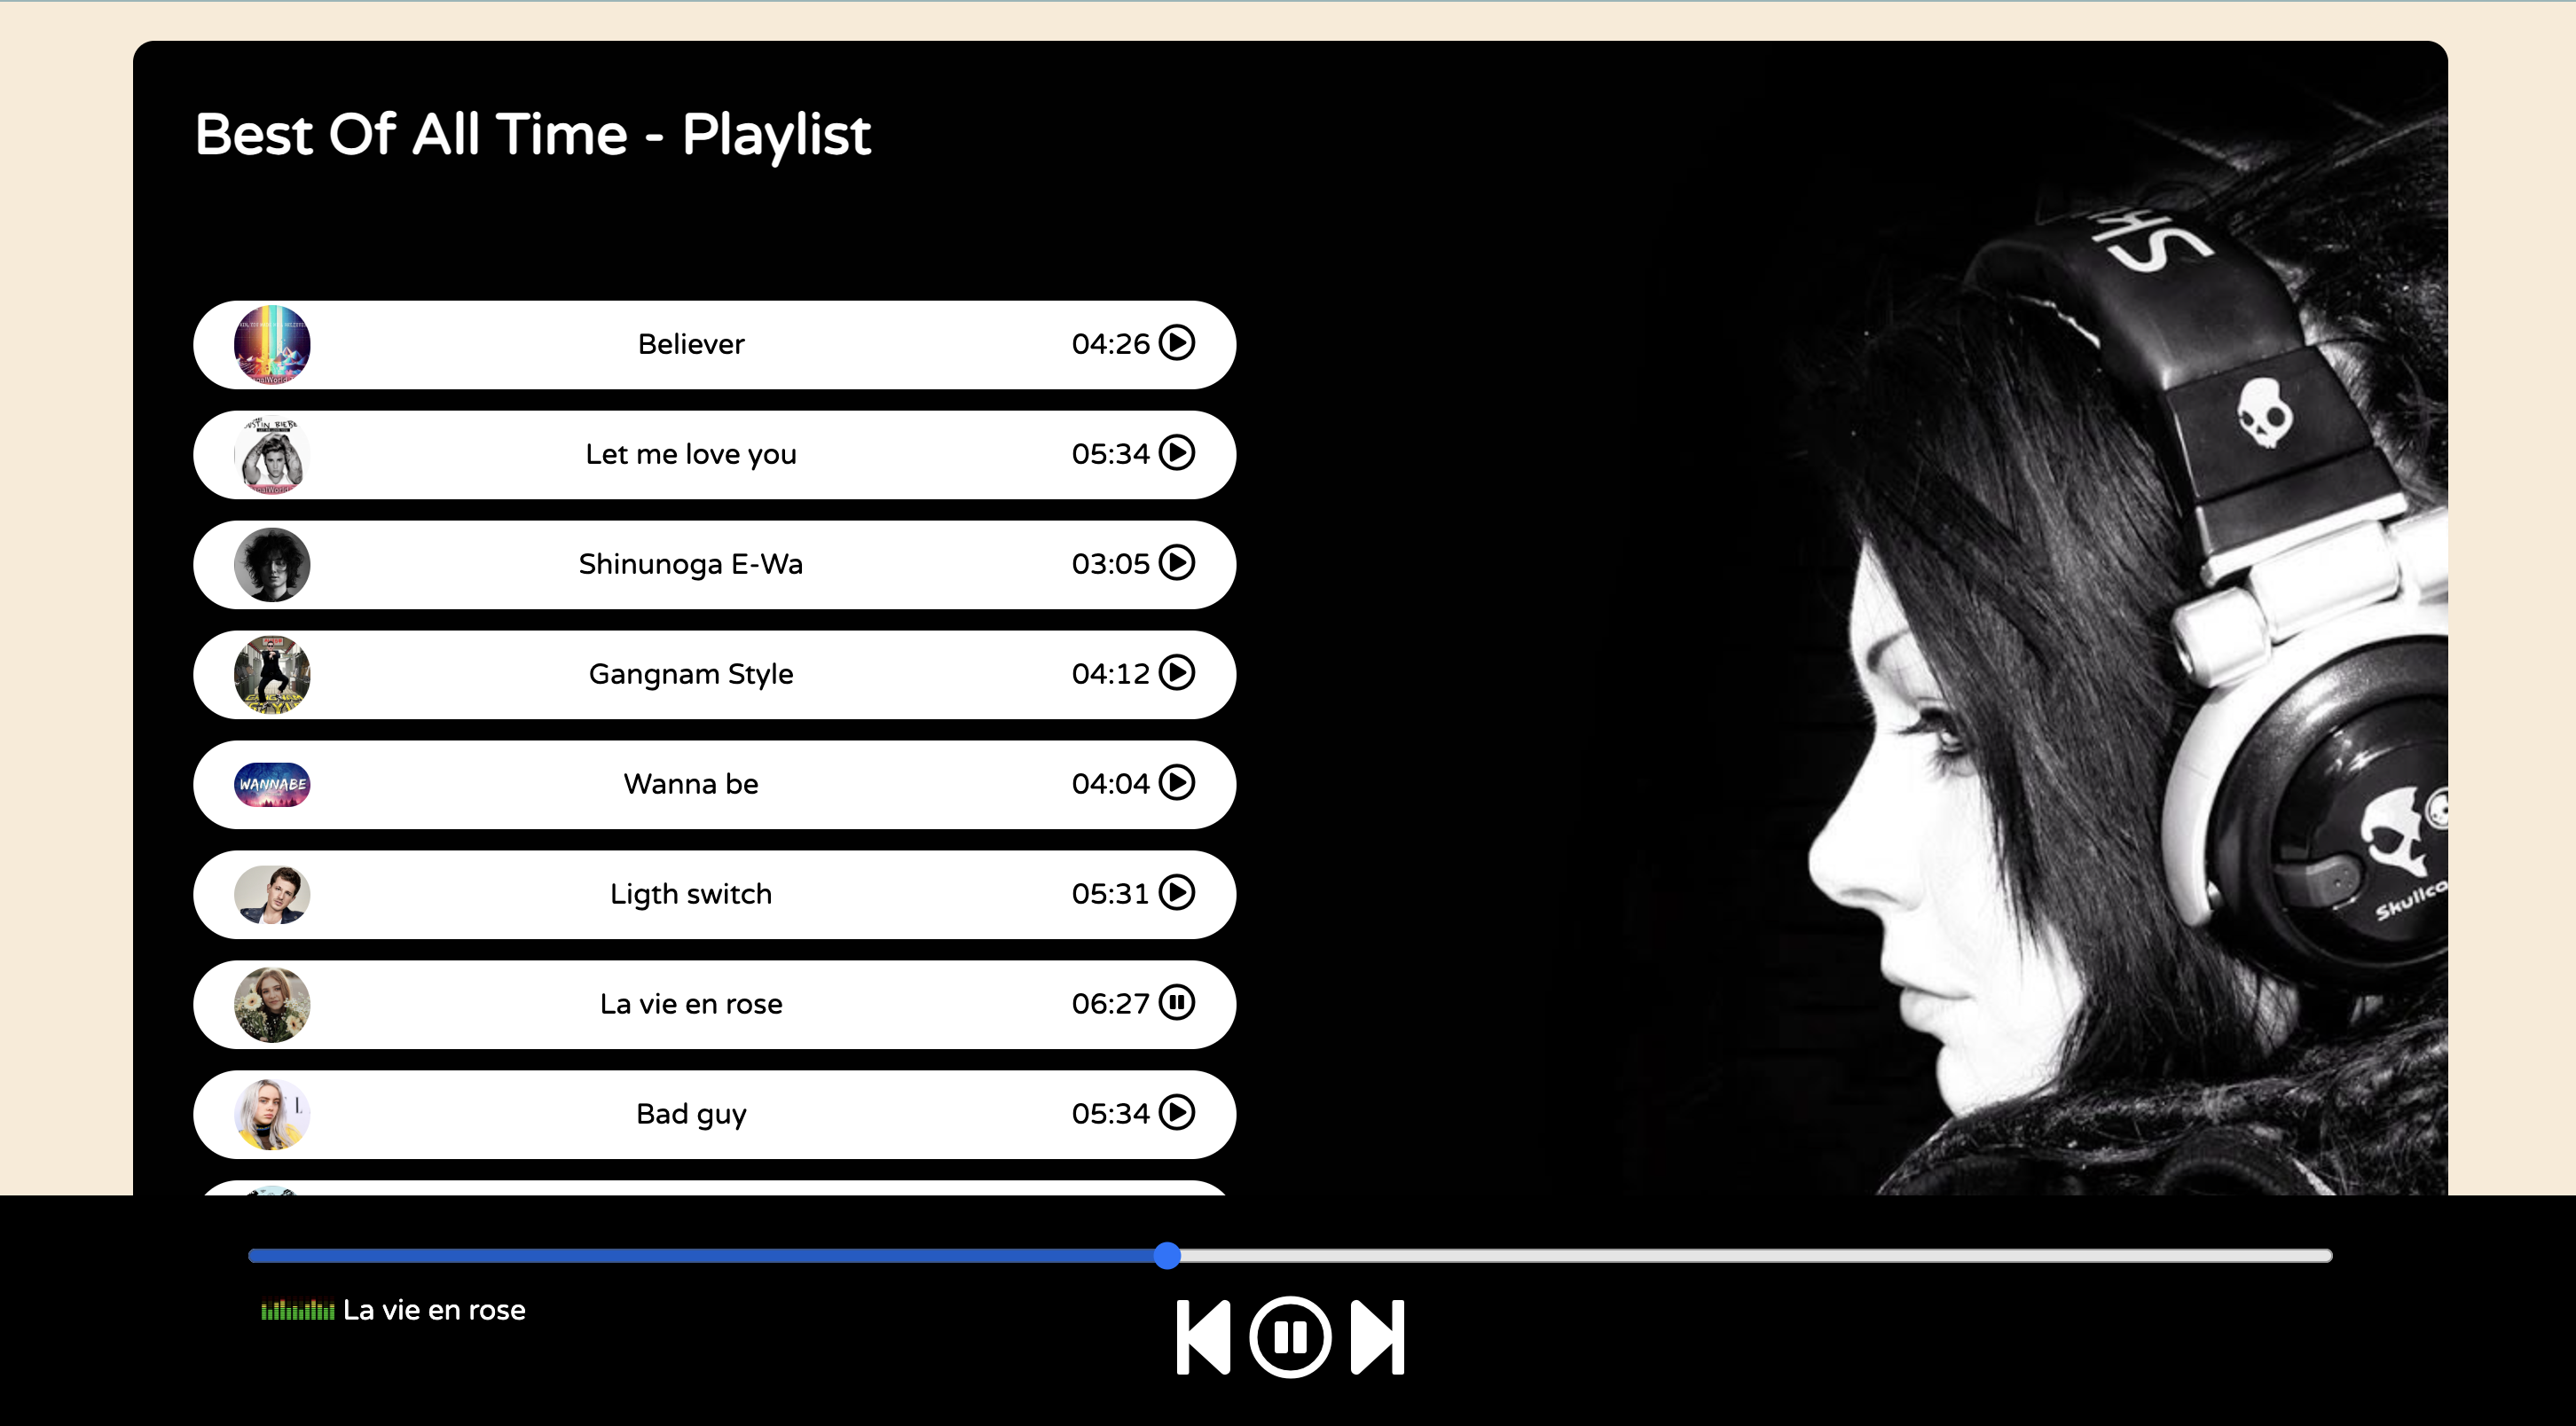 Best Of All Time - Playlist
Believer 04:26
Let me love you 05:34
Shinunoga E-Wa 03:05
Gangnam Style 04:12
WANNABE Wanna be 04:04
Ligth switch 05:31
La vie en rose 06:27
Bad guy 05:34
La vie en rose